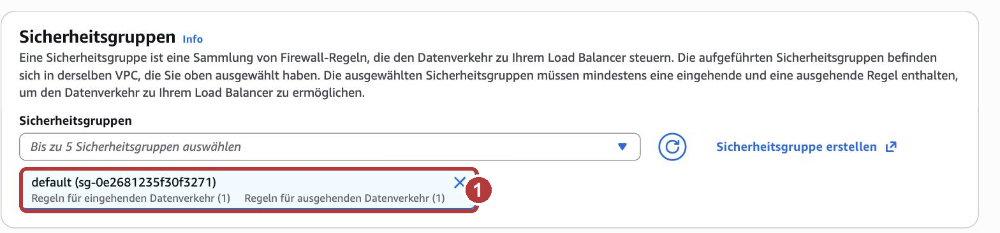 Sicherheitsgruppen Info
Eine Sicherheitsgruppe ist eine Sammlung von Firewall-Regeln, die den Datenverkehr zu Ihrem Load Balancer steuern. Die aufgeführten Sicherheitsgruppen befinden
sich in derselben VPC, die Sie oben ausgewählt haben. Die ausgewählten Sicherheitsgruppen müssen mindestens eine eingehende und eine ausgehende Regel enthalten,
um den Datenverkehr zu Ihrem Load Balancer zu ermöglichen.
Sicherheitsgruppen
Bis zu 5 Sicherheitsgruppen auswählen
Sicherheitsgruppe erstellen
default (sg-0e2681235f30f3271)
Regeln für eingehenden Datenverkehr (1) Regeln für ausgehenden Datenverkehr (1)
1